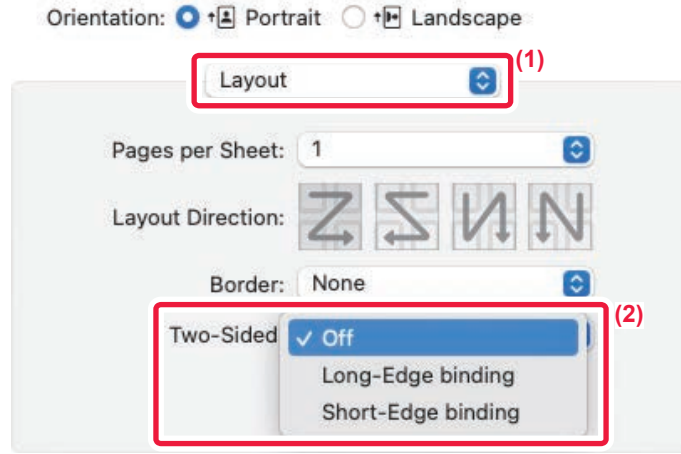 Orientation: Portrait Landscape
(1)
Layout
Pages per Sheet: 1
Layout Direction:
Border: None
(2)
Two-Sided ✓ Off
Long-Edge binding
Short-Edge binding